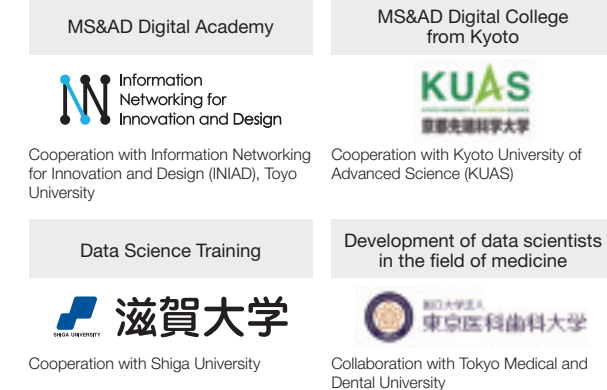 MS&AD Digital Academy
Information
Networking for
Innovation and Design
Cooperation with Information Networking
for Innovation and Design (INIAD), Toyo
University
MS&AD Digital College
from Kyoto
KUAS
京都先端科学大学
Cooperation with Kyoto University of
Advanced Science (KUAS)
Data Science Training
SHIGA UNIVERSITY
滋賀大学
Cooperation with Shiga University
Development of data scientists
in the field of medicine
国立大学法人
東京医科歯科大学
Collaboration with Tokyo Medical and
Dental University